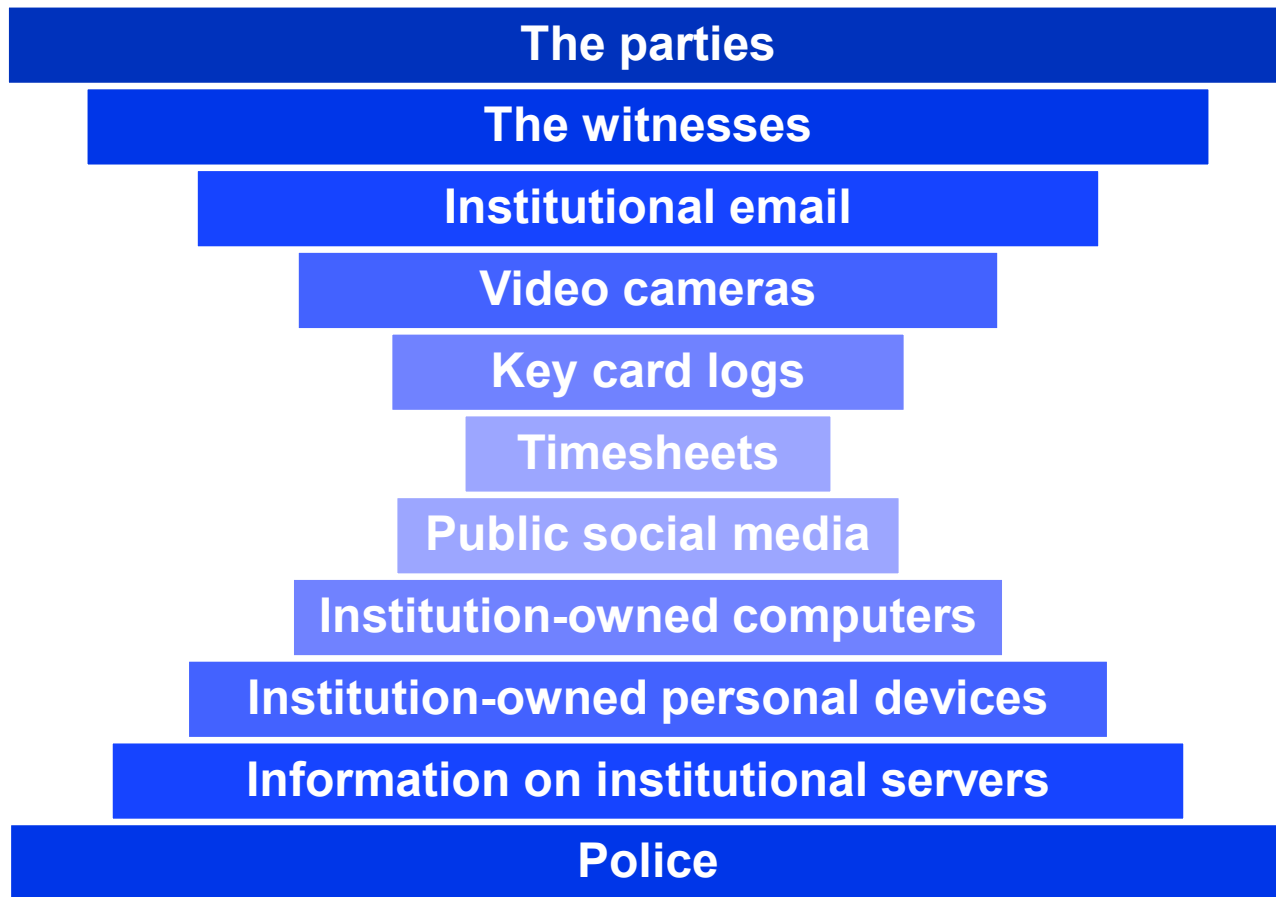 The parties
The witnesses
Institutional email
Video cameras
Key card logs
Timesheets
Public social media
Institution-owned computers
Institution-owned personal devices
Information on institutional servers
Police